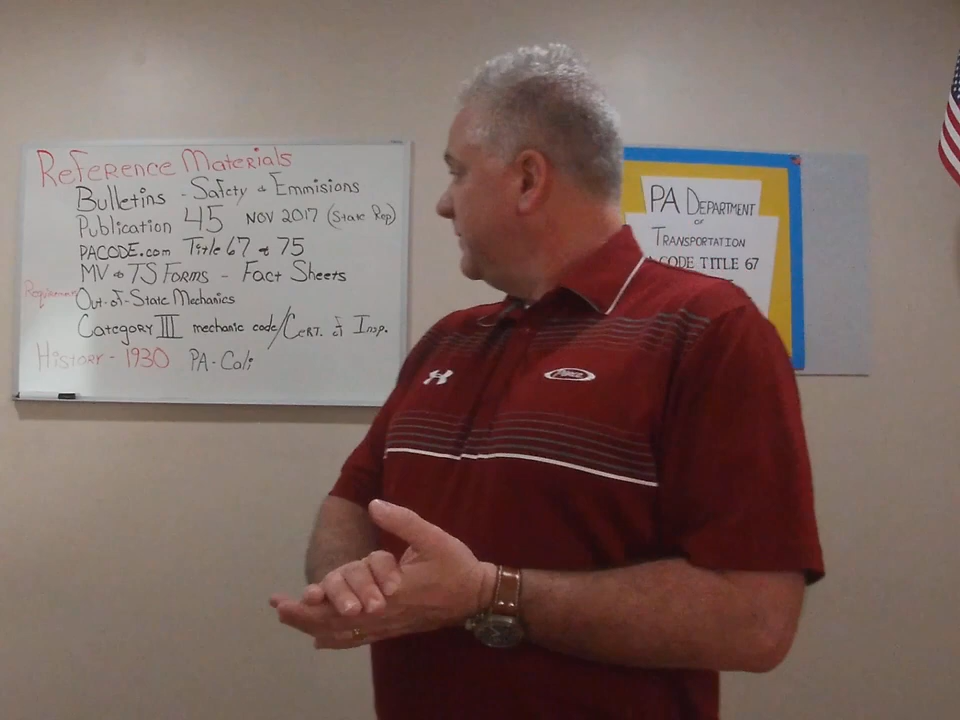 Reference Materials
Bulletins - Safety & Emmisions
Publication 45 NOV 2017 (State Rep)
PACODE.com Title 67 & 75
MV & TS Forms - Fact Sheets
Out-of-State Mechanics
Category III mechanic code/Cert. of Insp.
History - 1930 PA-Cali
PA DEPARTMENT
OF
TRANSPORTATION
CODE TITLE 67